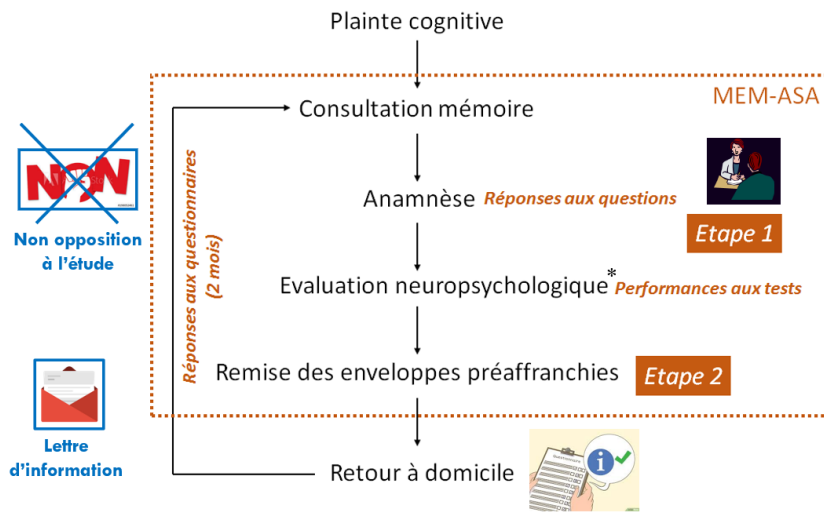 Plainte cognitive
MEM-ASA
Consultation mémoire
NON
Non opposition
à l'étude
Anamnèse Réponses aux questions
Etape 1
Réponses aux questionnaires
(2 mois)
Evaluation neuropsychologique* Performances aux tests
Remise des enveloppes préaffranchies
Etape 2
Lettre
d'information
Retour à domicile
i